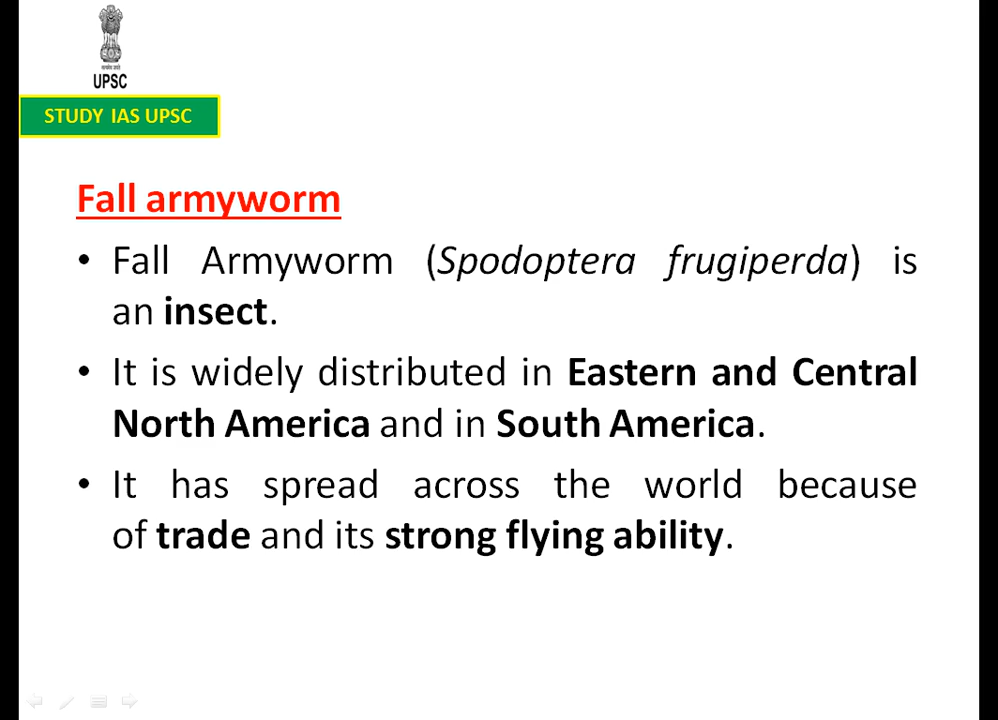 UPSC
STUDY IAS UPSC
Fall armyworm
• Fall Armyworm (Spodoptera frugiperda) is
an insect.
• It is widely distributed in Eastern and Central
North America and in South America.
• It has spread across the world because
of trade and its strong flying ability.